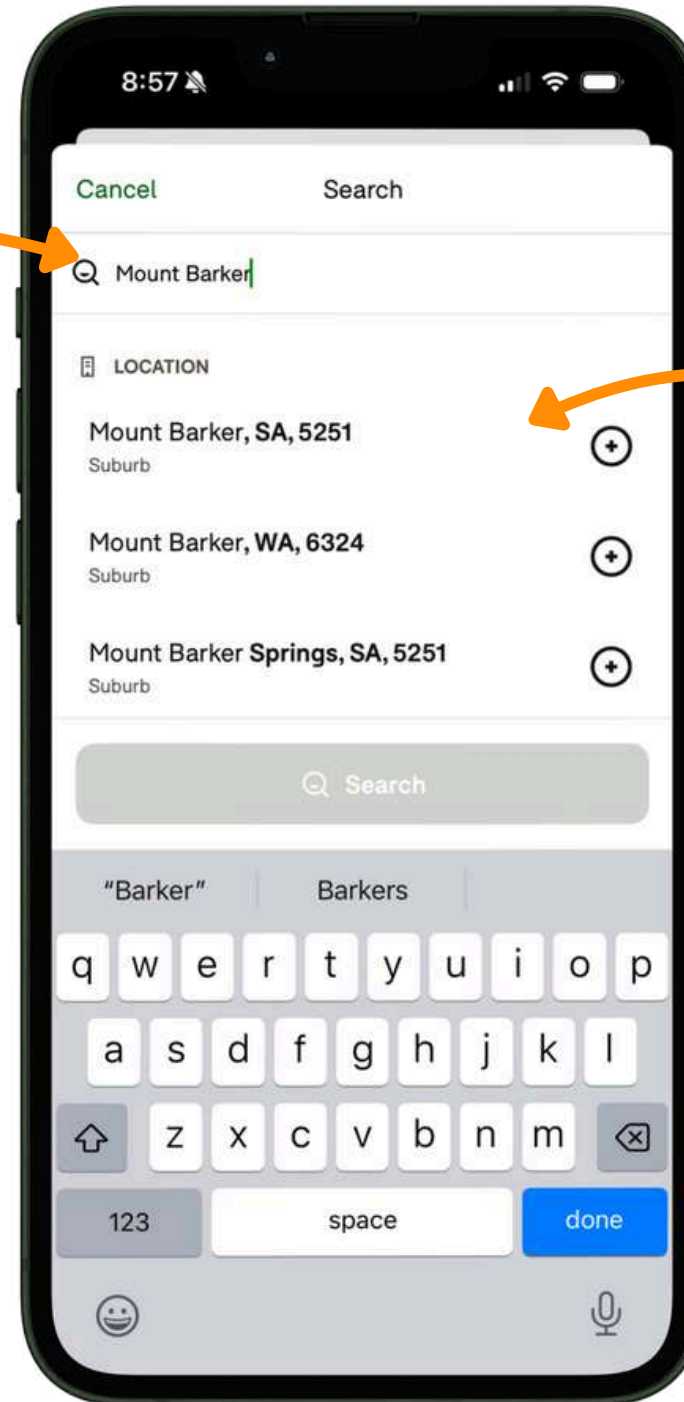 8:57
Cancel Search
Mount Barker
LOCATION
Mount Barker, SA, 5251
Suburb
Mount Barker, WA, 6324
Suburb
Mount Barker Springs, SA, 5251
Suburb
Search
“Barker” Barkers
q w e r t y u i o p
a s d f g h j k l
z x c v b n m
123 space done